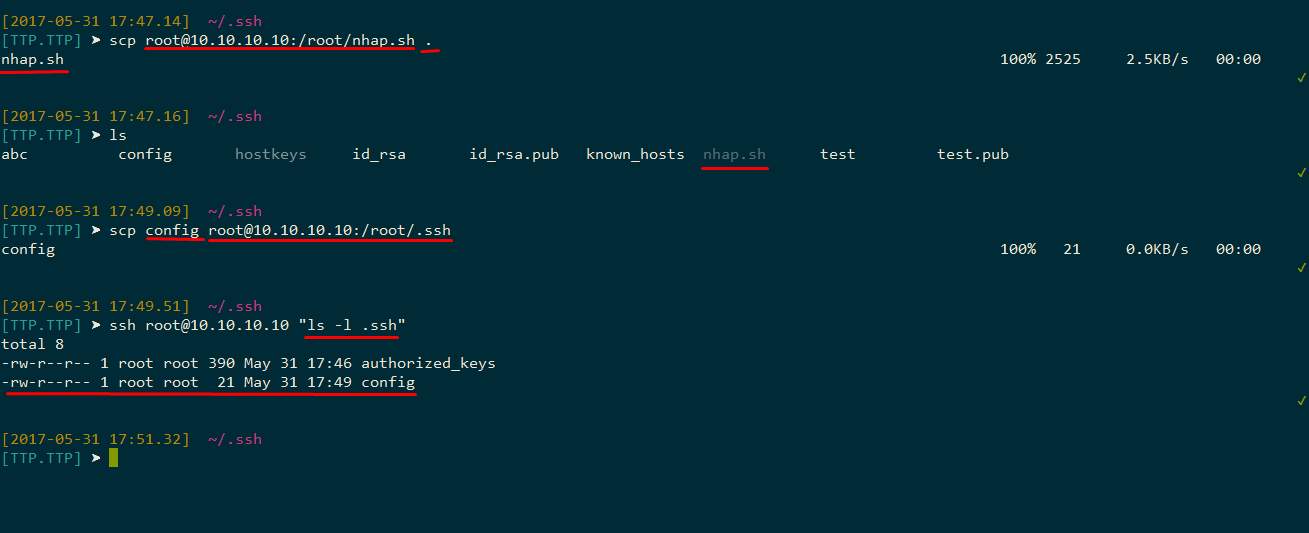 [2017-05-31 17:47.14]  ~/.ssh
[TTP.TTP] ➤ scp root@10.10.10.10:/root/nhap.sh .
nhap.sh 100% 2525 2.5KB/s 00:00
✓
[2017-05-31 17:47.16]  ~/.ssh
[TTP.TTP] ➤ ls
abc config hostkeys id_rsa id_rsa.pub known_hosts nhap.sh test test.pub
✓
[2017-05-31 17:49.09]  ~/.ssh
[TTP.TTP] ➤ scp config root@10.10.10.10:/root/.ssh
config 100% 21 0.0KB/s 00:00
✓
[2017-05-31 17:49.51]  ~/.ssh
[TTP.TTP] ➤ ssh root@10.10.10.10 "ls -l .ssh"
total 8
-rw-r--r-- 1 root root 390 May 31 17:46 authorized_keys
-rw-r--r-- 1 root root  21 May 31 17:49 config
✓
[2017-05-31 17:51.32]  ~/.ssh
[TTP.TTP] ➤